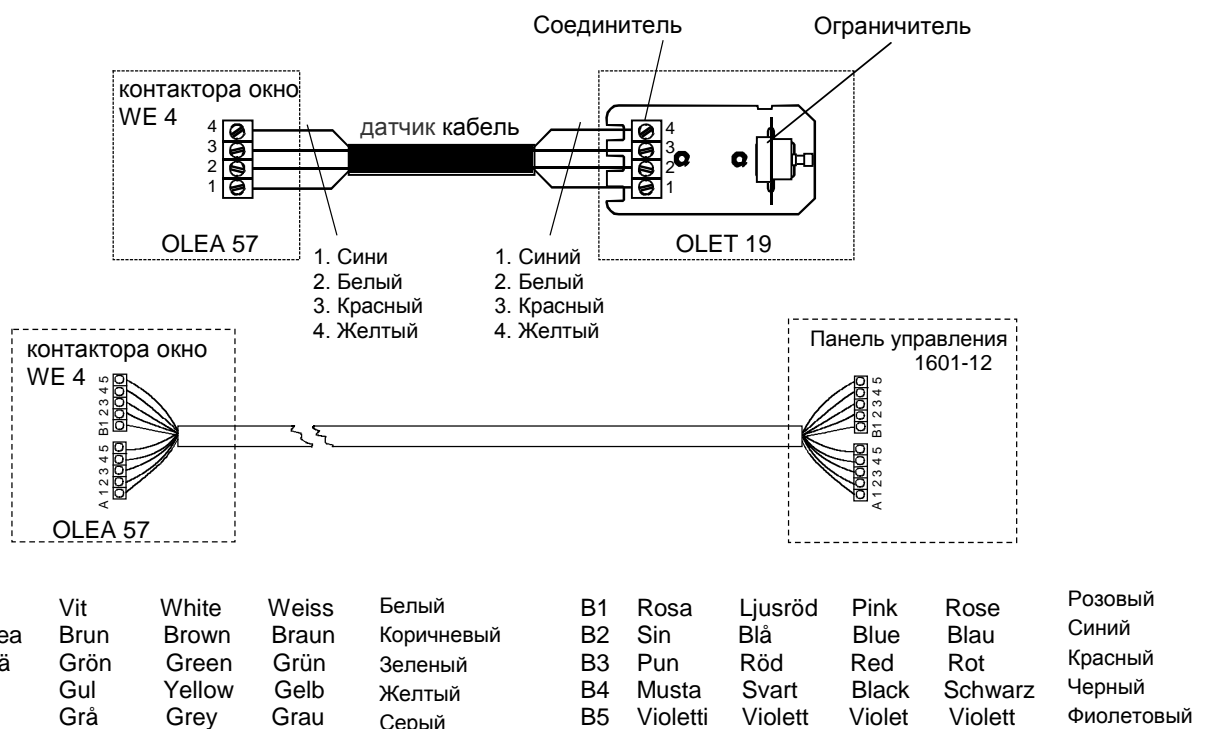 Соединитель Ограничитель
контактора окно
WE 4
4
3
2
1
датчик кабель
4
3
2
1
OLEA 57
OLET 19
1. Сини
2. Белый
3. Красный
4. Желтый
1. Синий
2. Белый
3. Красный
4. Желтый
контактора окно
WE 4
B1 2 3 4 5
A 1 2 3 4 5
OLEA 57
Панель управления
1601-12
B1 2 3 4 5
A 1 2 3 4 5
Vit White Weiss Белый B1 Rosa Ljusröd Pink Rose Розовый
ea Brun Brown Braun Коричневый B2 Sin Blå Blue Blau Синий
ä Grön Green Grün Зеленый B3 Pun Röd Red Rot Красный
Gul Yellow Gelb Желтый B4 Musta Svart Black Schwarz Черный
Grå Grey Grau Серый B5 Violetti Violett Violet Violett Фиолетовый